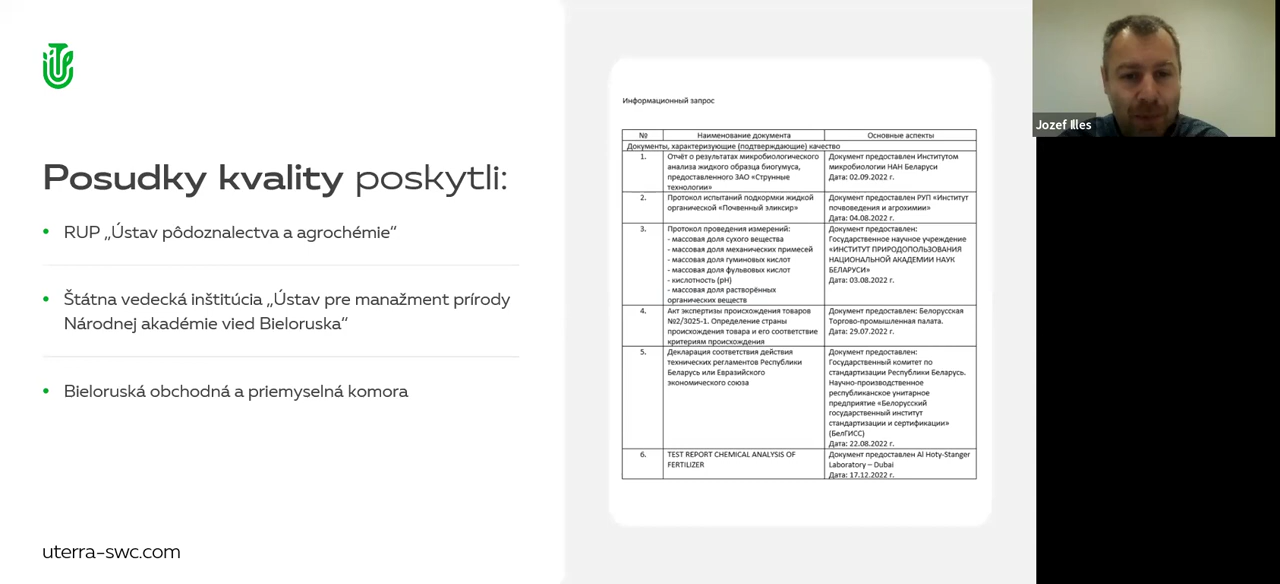 Posudky kvality poskytli:
• RUP „Ústav pôdoznalectva a agrochémie“
• Štátna vedecká inštitúcia „Ústav pre manažment prírody
Národnej akadémie vied Bieloruska“
• Bieloruská obchodná a priemyselná komora
uterra-swc.com
Информационный запрос
№ Наименование документа Основные аспекты
Документы, характеризующие (подтверждающие) качество
1. Отчёт о результатах микробиологического
анализа жидкого образца биогумуса,
предоставленного ЗАО «Струнные
технологии»
Документ предоставлен Институтом
микробиологии НАН Беларуси
Дата: 02.09.2022 г.
2. Протокол испытаний подкормки жидкой
органической «Почвенный эликсир»
Документ предоставлен РУП «Институт
почвоведения и агрохимии»
Дата: 04.08.2022 г.
3. Протокол проведения измерений:
- массовая доля сухого вещества
- массовая доля механических примесей
- массовая доля гуминовых кислот
- массовая доля фульвовых кислот
- кислотность (pH)
- массовая доля растворённых
органических веществ
Документ предоставлен:
Государственное научное учреждение
«ИНСТИТУТ ПРИРОДОПОЛЬЗОВАНИЯ
НАЦИОНАЛЬНОЙ АКАДЕМИИ НАУК
БЕЛАРУСИ»
Дата: 03.08.2022 г.
4. Акт экспертизы происхождения товаров
№2/3025-1. Определение страны
происхождения товара и его соответствие
критериям происхождения
Документ предоставлен: Белорусская
Торгово-промышленная палата.
Дата: 29.07.2022 г.
5. Декларация соответствия действия
технических регламентов Республики
Беларусь или Евразийского
экономического союза
Документ предоставлен:
Государственный комитет по
стандартизации Республики Беларусь.
Научно-производственное
республиканское унитарное
предприятие «Белорусский
государственный институт
стандартизации и сертификации»
(БелГИСС)
Дата: 22.08.2022 г.
6. TEST REPORT CHEMICAL ANALYSIS OF
FERTILIZER
Документ предоставлен Al Hoty-Stanger
Laboratory – Dubai
Дата: 17.12.2022 г.
Jozef Illes